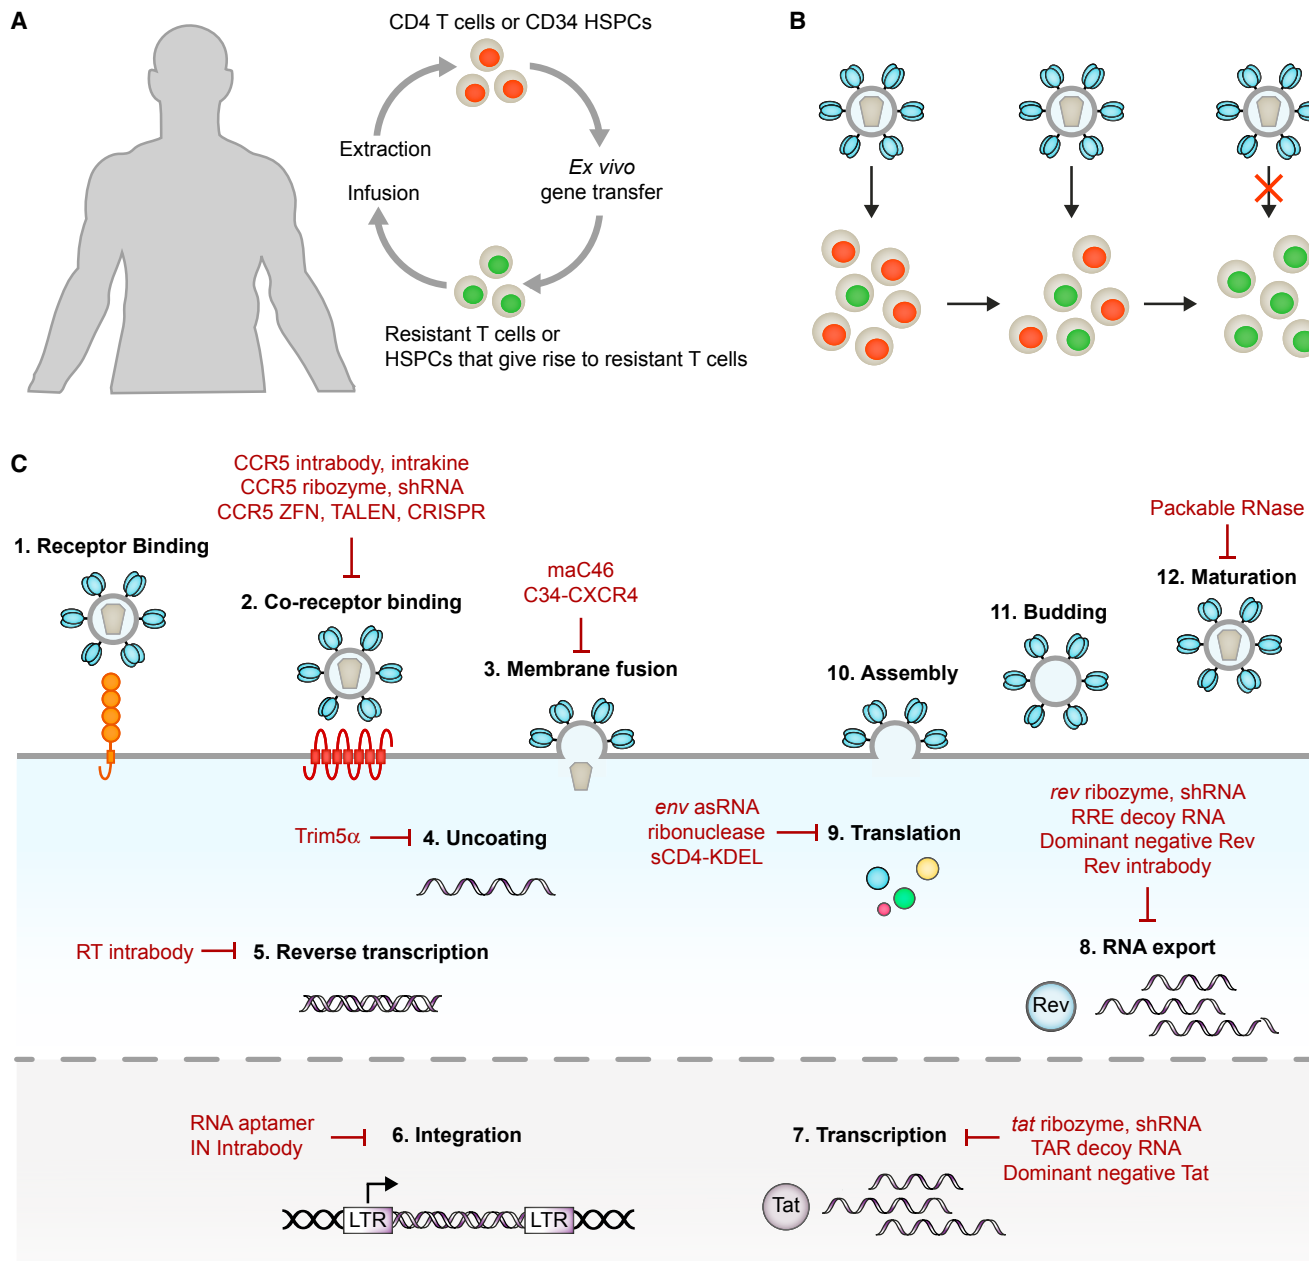 A
CD4 T cells or CD34 HSPCs
Extraction
Infusion
Ex vivo
gene transfer
Resistant T cells or
HSPCs that give rise to resistant T cells
B
C
CCR5 intrabody, intrakine
CCR5 ribozyme, shRNA
CCR5 ZFN, TALEN, CRISPR
1. Receptor Binding
2. Co-receptor binding
maC46
C34-CXCR4
3. Membrane fusion
10. Assembly
11. Budding
Packable RNase
12. Maturation
Trim5α
4. Uncoating
env asRNA
ribonuclease
sCD4-KDEL
9. Translation
rev ribozyme, shRNA
RRE decoy RNA
Dominant negative Rev
Rev intrabody
RT intrabody
5. Reverse transcription
8. RNA export
Rev
RNA aptamer
IN Intrabody
6. Integration
LTR
LTR
7. Transcription
Tat
tat ribozyme, shRNA
TAR decoy RNA
Dominant negative Tat